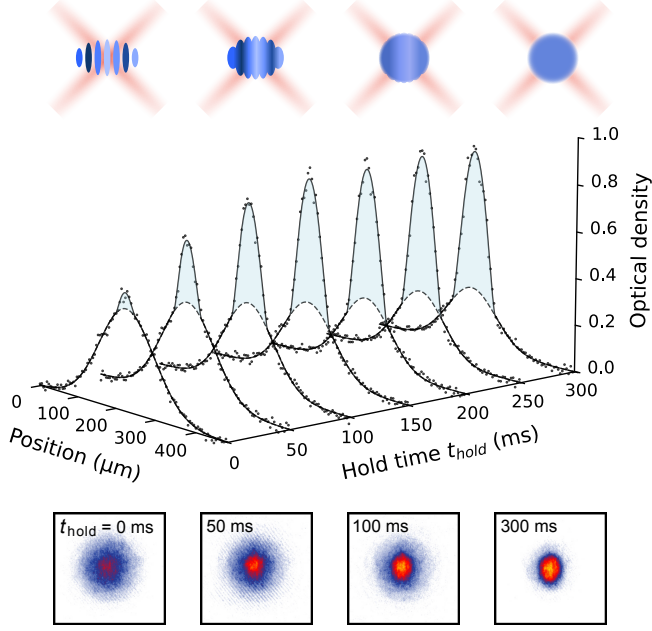 1.0
0.8
0.6
0.4
0.2
0.0
Optical density
0
100
200
300
400
Position (μm)
0
50
100
150
200
250
300
Hold time t_hold (ms)
t_hold = 0 ms
50 ms
100 ms
300 ms